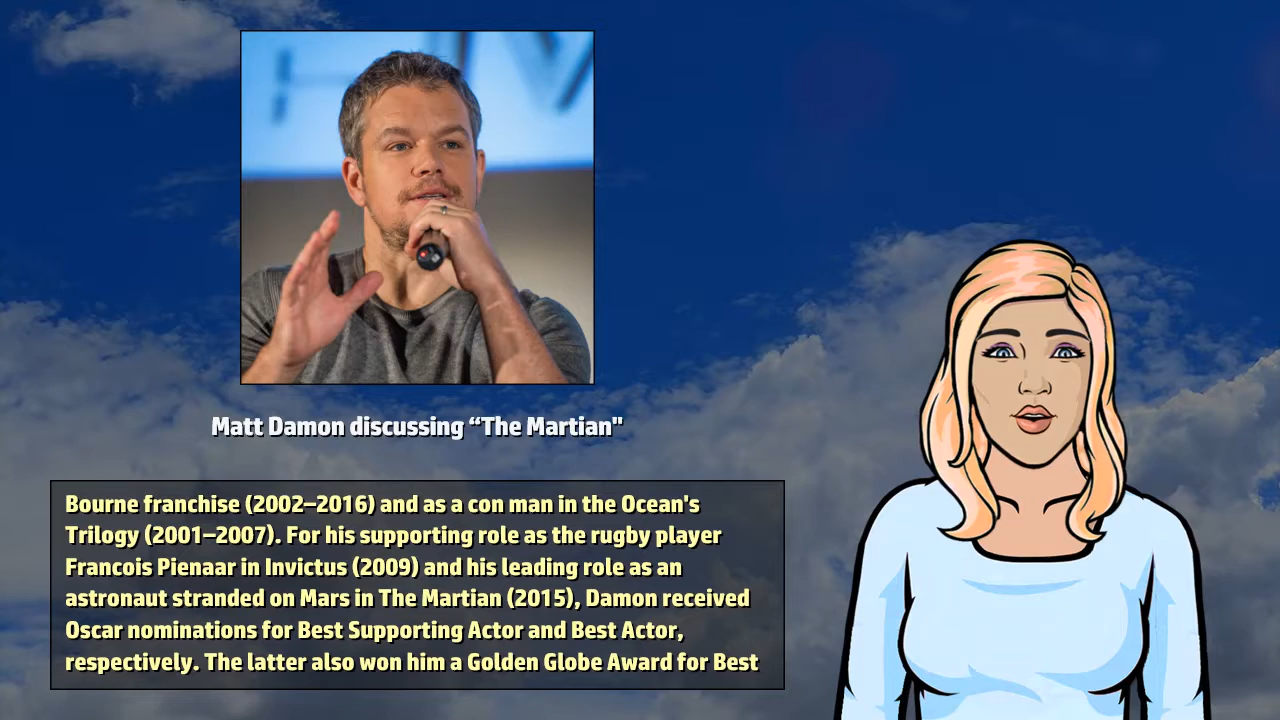 Matt Damon discussing “The Martian"
Bourne franchise (2002–2016) and as a con man in the Ocean's
Trilogy (2001–2007). For his supporting role as the rugby player
Francois Pienaar in Invictus (2009) and his leading role as an
astronaut stranded on Mars in The Martian (2015), Damon received
Oscar nominations for Best Supporting Actor and Best Actor,
respectively. The latter also won him a Golden Globe Award for Best